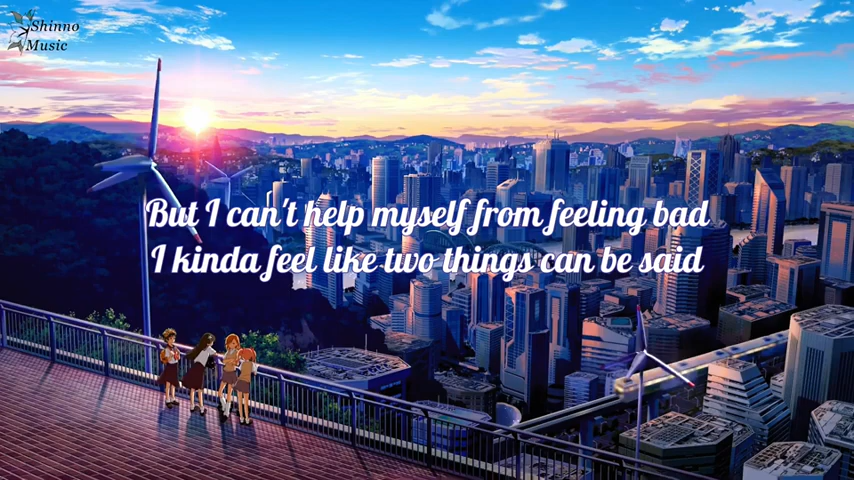 Shinno
Music
But I can't help myself from feeling bad
I kinda feel like two things can be said